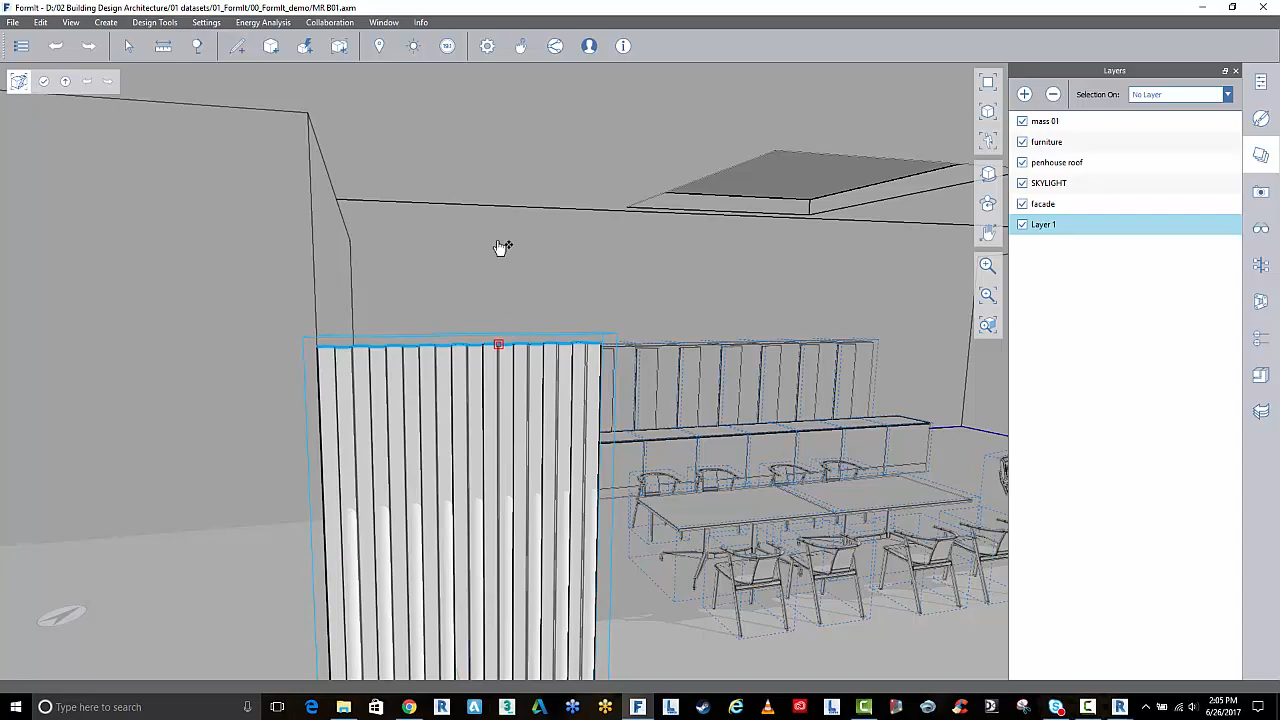 FormIt - D:/02 Building Design Architecture/01 datasets/01_FormIt/00_FormIt_demo/MR B01.axm
File Edit View Create Design Tools Settings Energy Analysis Collaboration Window Info
Layers
Selection On: No Layer
mass 01
furniture
penhouse roof
SKYLIGHT
facade
Layer 1
Type here to search
2:05 PM
6/26/2017